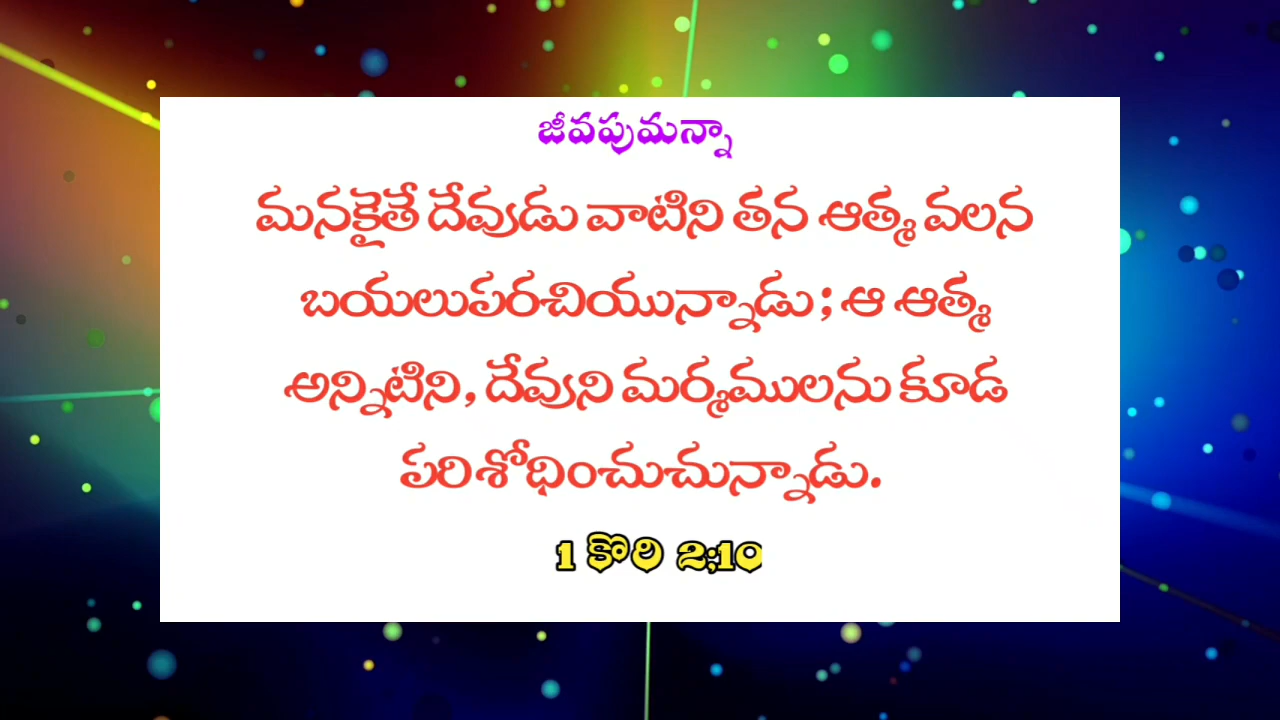 జీవపుమన్నా
మనకైతే దేవుడు వాటిని తన ఆత్మ వలన
బయలుపరచియున్నాడు ; ఆ ఆత్మ
అన్నిటిని, దేవుని మర్మములను కూడ
పరిశోధించుచున్నాడు.
1 కొరి 2;10